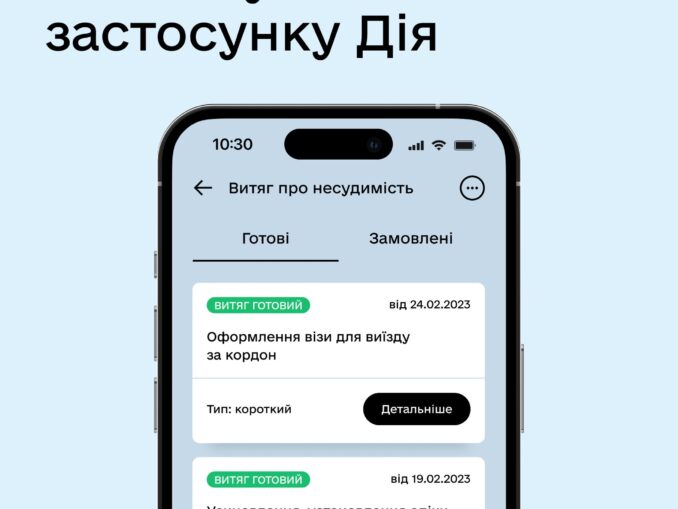 застосунку Дія
10:30
Витяг про несудимість
Готові
Замовлені
ВИТЯГ ГОТОВИЙ
від 24.02.2023
Оформлення візи для виїзду
за кордон
Тип: короткий
Детальніше
ВИТЯГ ГОТОВИЙ
від 19.02.2023